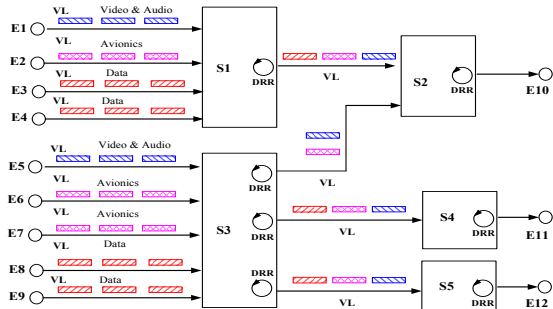 VL Video & Audio
E1
VL Avionics
E2
VL Data
E3
VL Data
E4
S1
DRR
VL
S2
DRR
E10
VL Video & Audio
E5
VL Avionics
E6
VL Avionics
E7
VL Data
E8
VL Data
E9
S3
DRR
VL
DRR
VL
S4
DRR
E11
DRR
VL
S5
DRR
E12